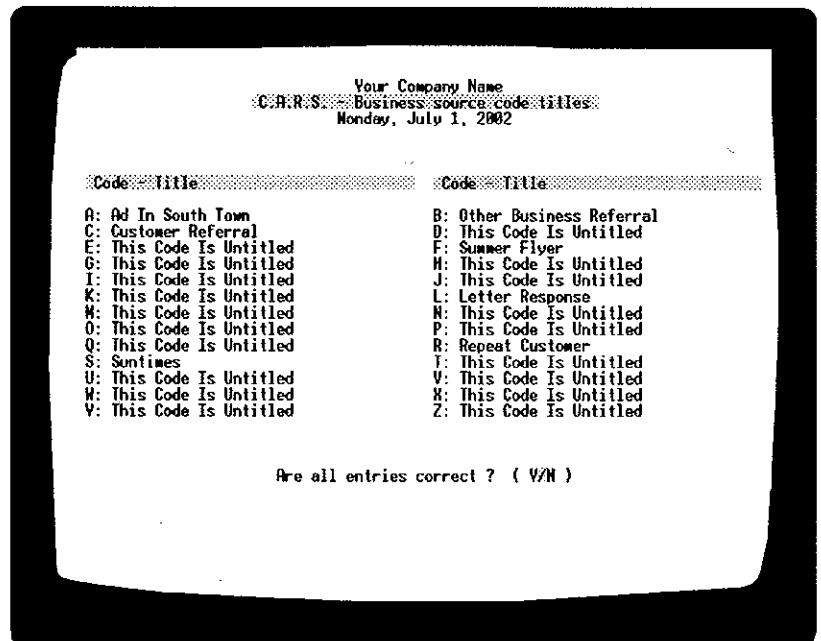 Your Company Name
C.A.R.S. - Business source code titles
Monday, July 1, 2002
Code - Title
Code - Title
A: Ad In South Town
B: Other Business Referral
C: Customer Referral
D: This Code Is Untitled
E: This Code Is Untitled
F: Summer Flyer
G: This Code Is Untitled
H: This Code Is Untitled
I: This Code Is Untitled
J: This Code Is Untitled
K: This Code Is Untitled
L: Letter Response
M: This Code Is Untitled
N: This Code Is Untitled
O: This Code Is Untitled
P: This Code Is Untitled
Q: This Code Is Untitled
R: Repeat Customer
S: Suntimes
T: This Code Is Untitled
U: This Code Is Untitled
V: This Code Is Untitled
W: This Code Is Untitled
X: This Code Is Untitled
Y: This Code Is Untitled
Z: This Code Is Untitled
Are all entries correct ? ( Y/N )